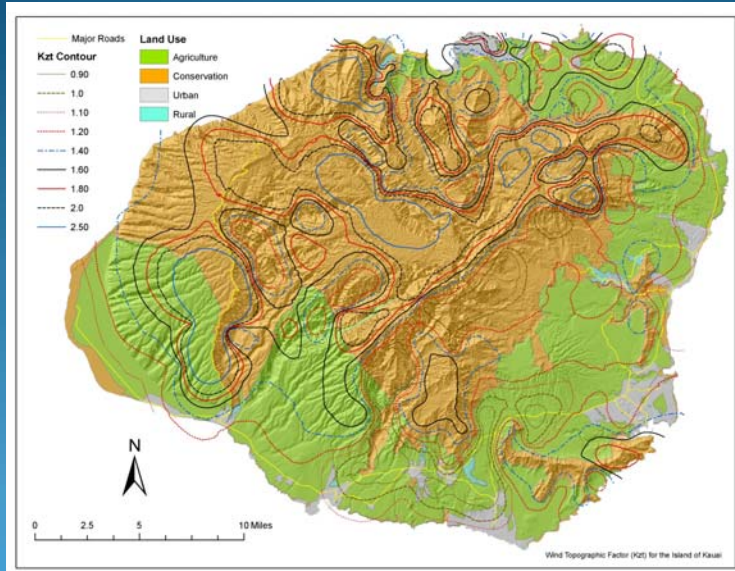 Major Roads
Kzt Contour
0.90
1.0
1.10
1.20
1.40
1.60
1.80
2.0
2.50
Land Use
Agriculture
Conservation
Urban
Rural
N
0 2.5 5 10 Miles
Wind Topographic Factor (Kzt) for the Island of Kauai